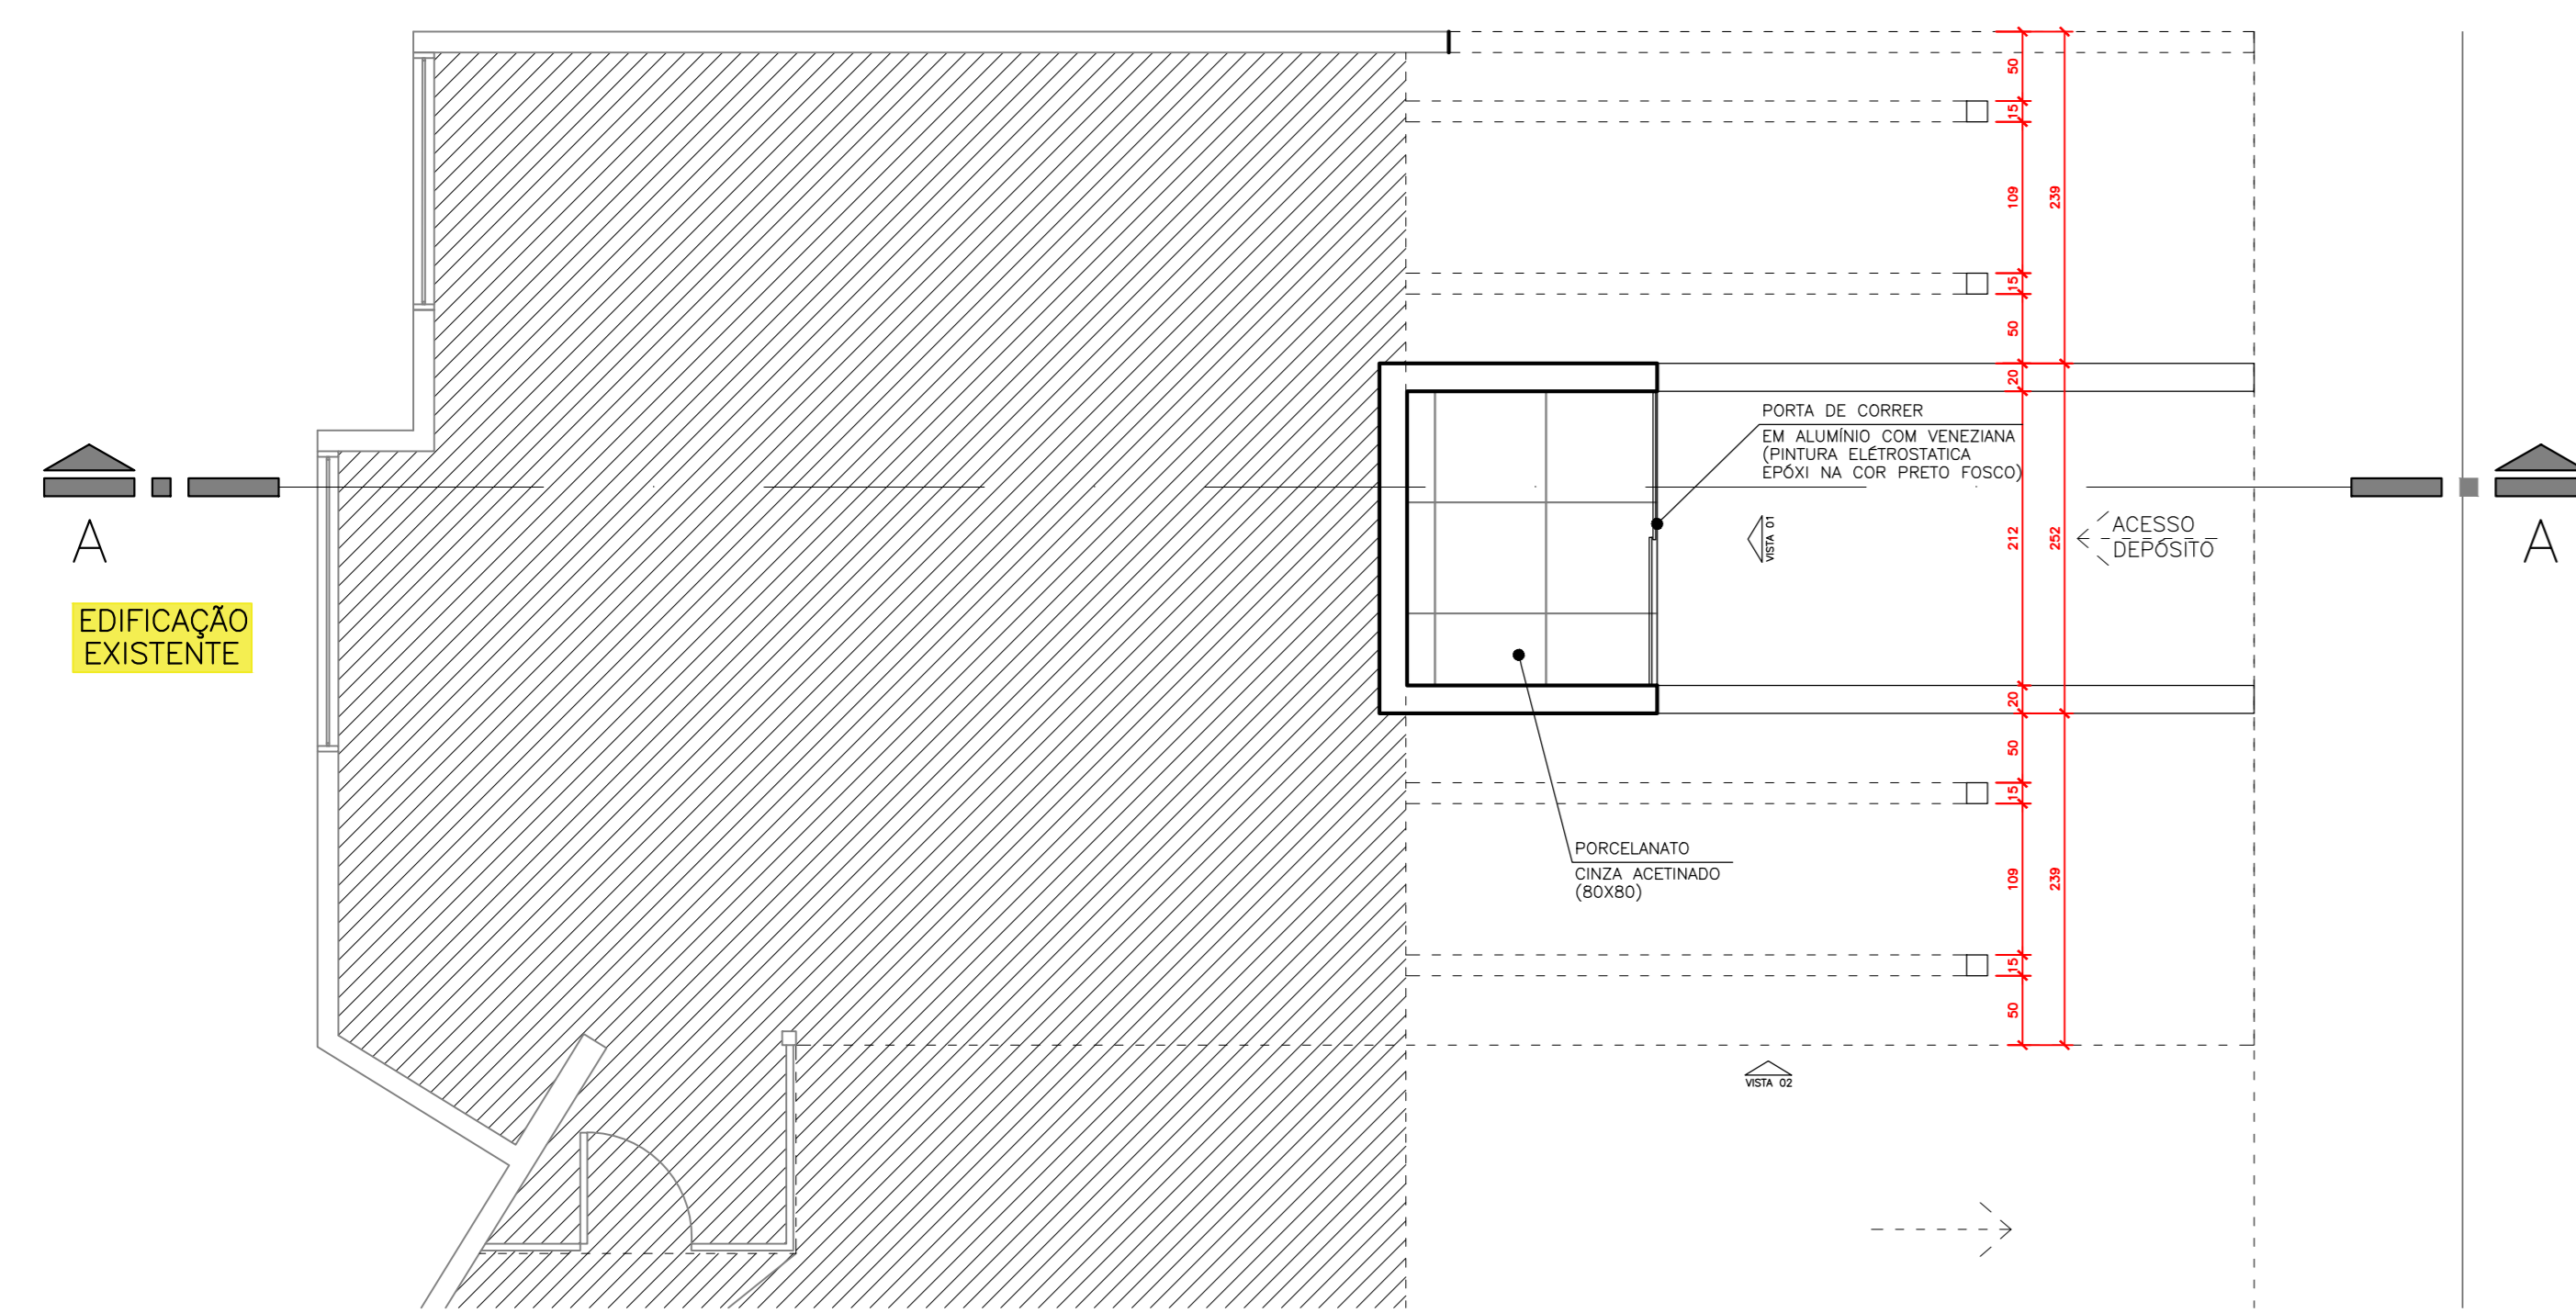 50
15
109
239
15
50
20
PORTA DE CORRER
EM ALUMÍNIO COM VENEZIANA
(PINTURA ELÉTROSTATICA
EPÓXI NA COR PRETO FOSCO)
A
VISTA 01
212
252
ACESSO
DEPÓSITO
A
EDIFICAÇÃO
EXISTENTE
20
50
15
PORCELANATO
CINZA ACETINADO
(80X80)
109
239
15
50
VISTA 02